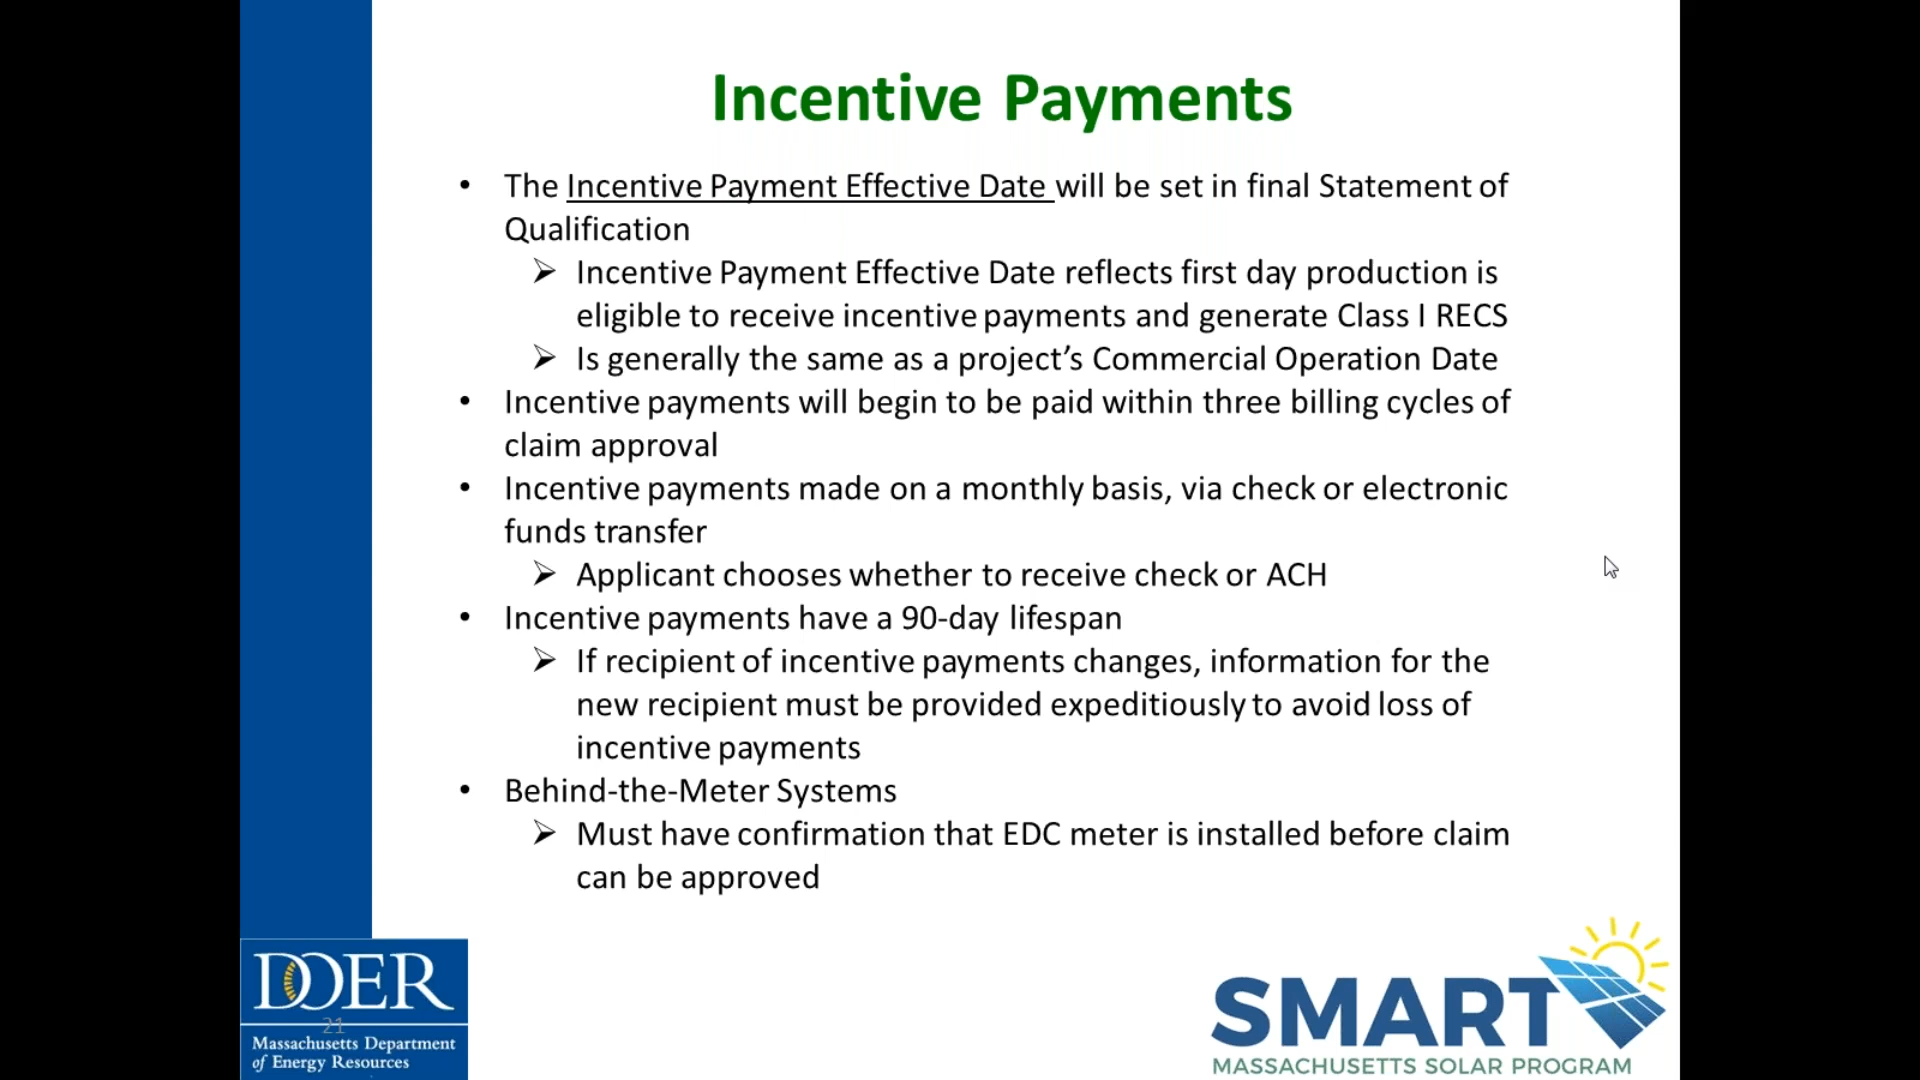 Incentive Payments
• The Incentive Payment Effective Date will be set in final Statement of
Qualification
➢ Incentive Payment Effective Date reflects first day production is
eligible to receive incentive payments and generate Class I RECS
➢ Is generally the same as a project’s Commercial Operation Date
• Incentive payments will begin to be paid within three billing cycles of
claim approval
• Incentive payments made on a monthly basis, via check or electronic
funds transfer
➢ Applicant chooses whether to receive check or ACH
• Incentive payments have a 90-day lifespan
➢ If recipient of incentive payments changes, information for the
new recipient must be provided expeditiously to avoid loss of
incentive payments
• Behind-the-Meter Systems
➢ Must have confirmation that EDC meter is installed before claim
can be approved
DOER
21
Massachusetts Department
of Energy Resources
SMART
MASSACHUSETTS SOLAR PROGRAM